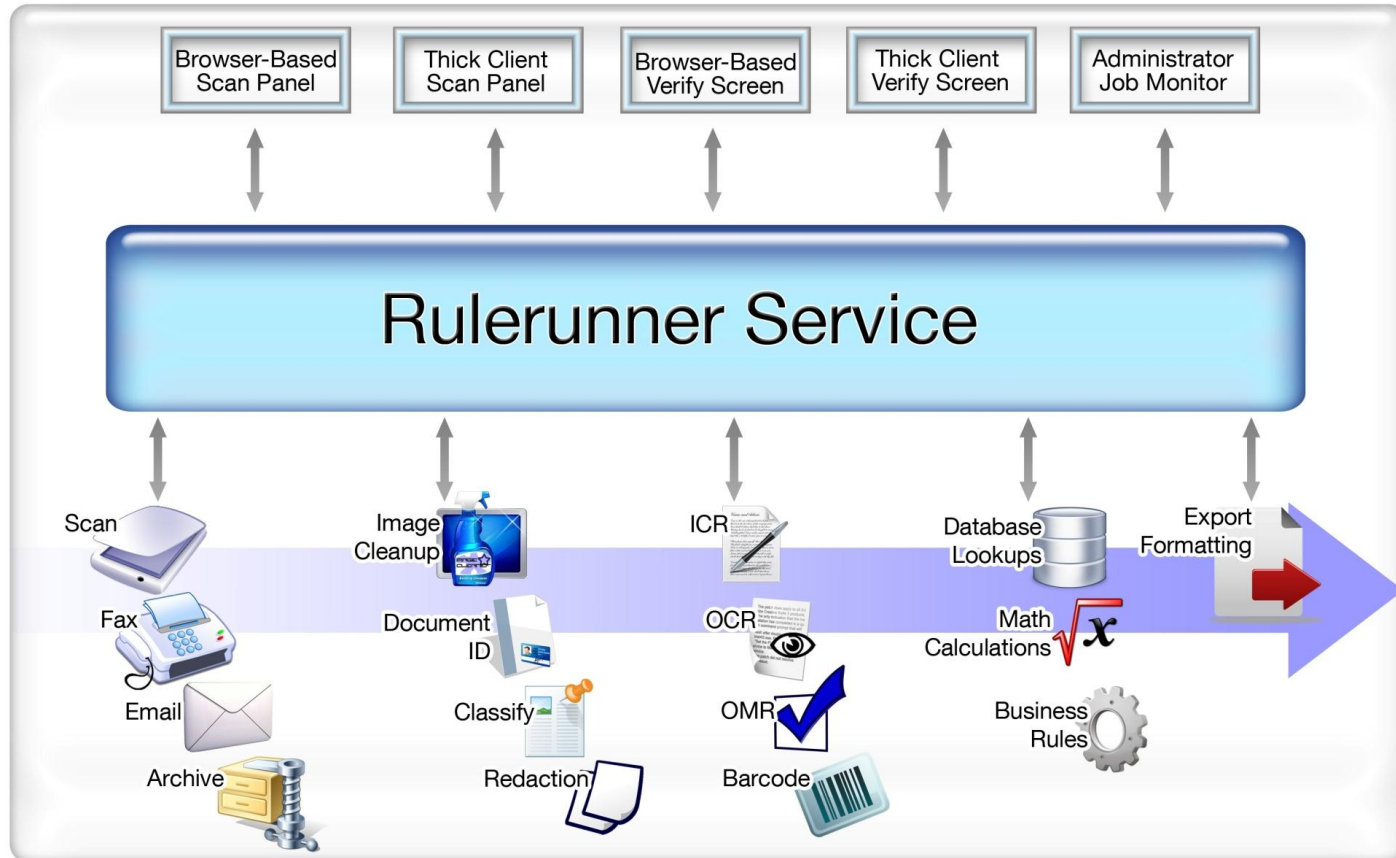 Browser-Based
Scan Panel
Thick Client
Scan Panel
Browser-Based
Verify Screen
Thick Client
Verify Screen
Administrator
Job Monitor
Rulerunner Service
Scan
Fax
Email
Archive
Image
Cleanup
Document
ID
Classify
Redaction
ICR
OCR
OMR
Barcode
Database
Lookups
Math
Calculations
x
Business
Rules
Export
Formatting